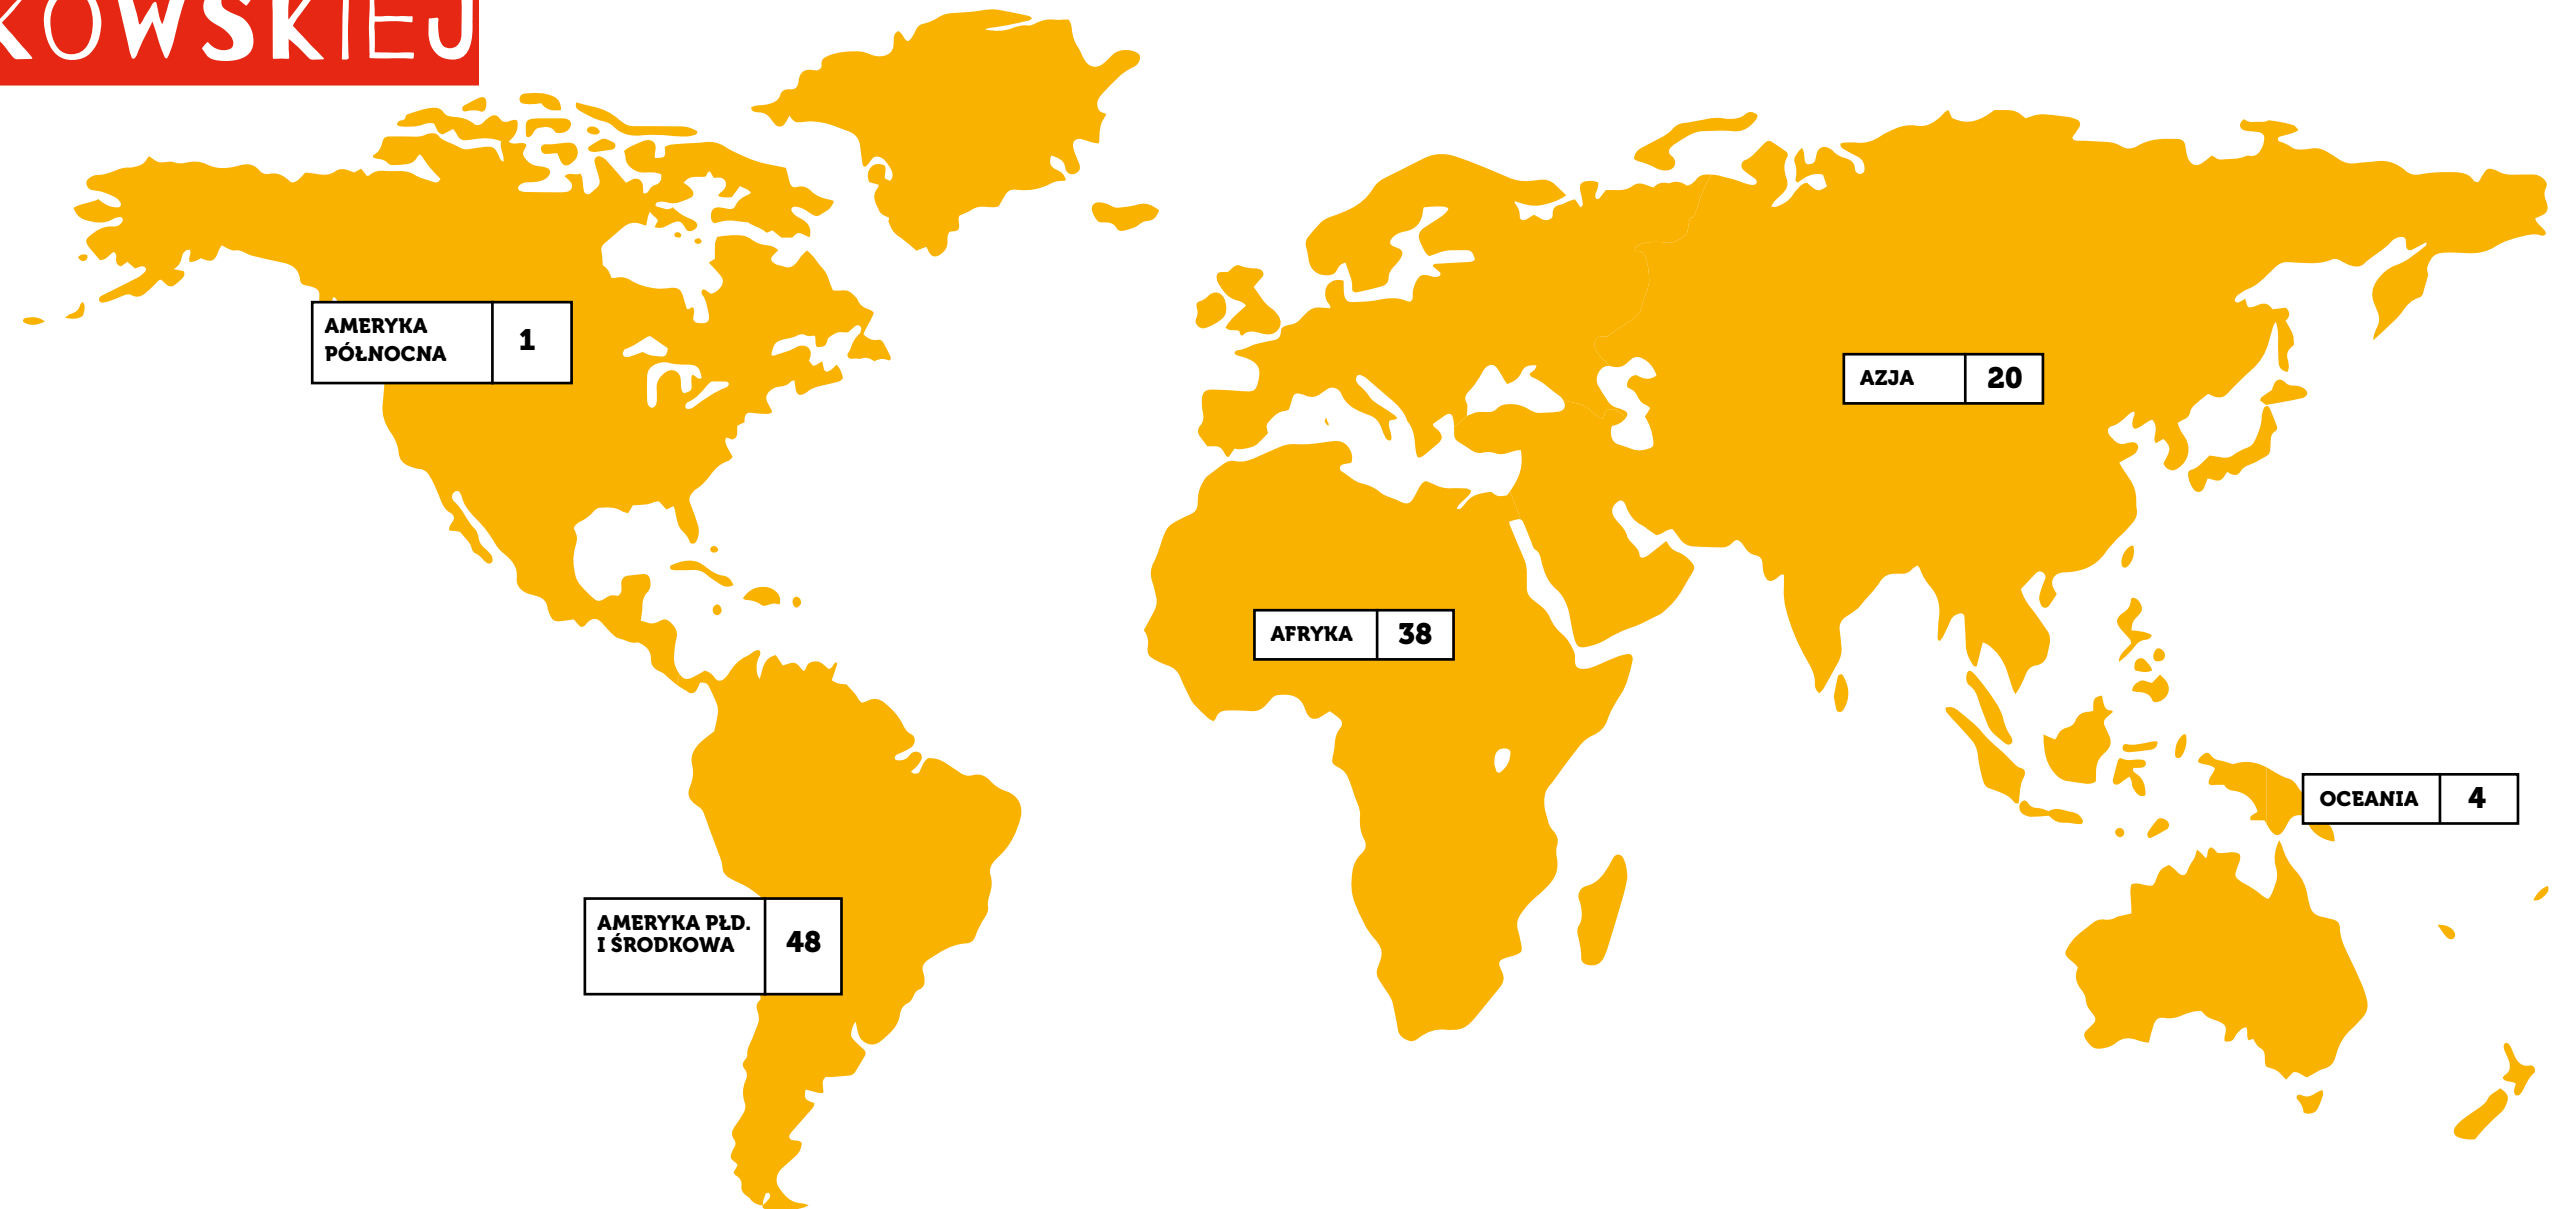 KOWSKIEJ
AMERYKA
PÓŁNOCNA
1
AZJA
20
AFRYKA
38
OCEANIA
4
AMERYKA PŁD.
I ŚRODKOWA
48